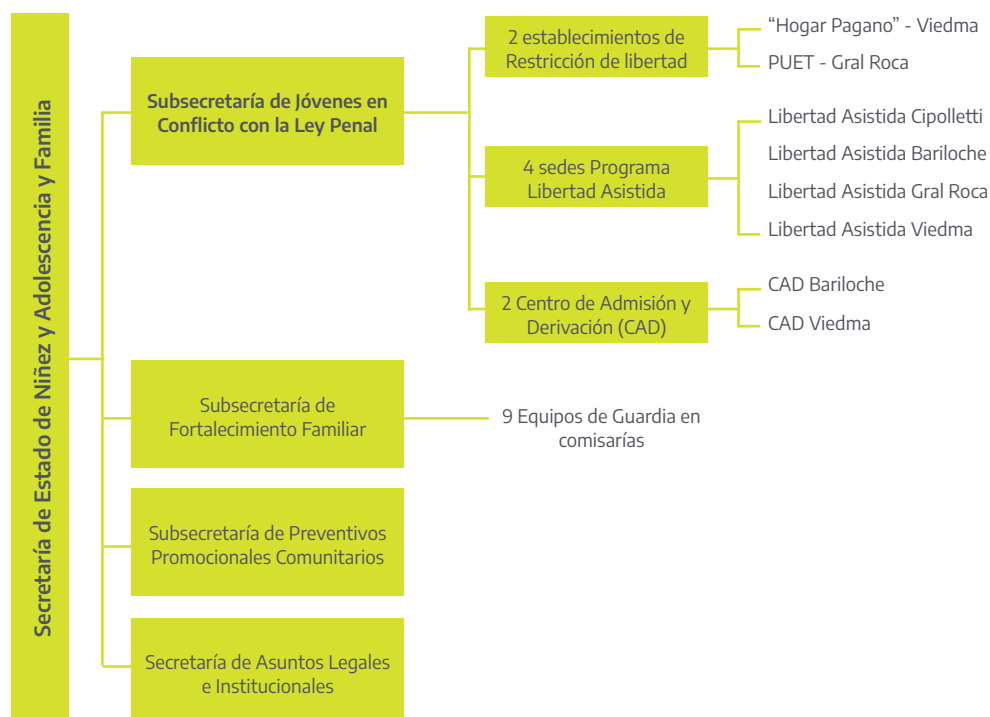 Secretaría de Estado de Niñez y Adolescencia y Familia
Subsecretaría de Jóvenes en
Conflicto con la Ley Penal
2 establecimientos de
Restricción de libertad
“Hogar Pagano” - Viedma
PUET - Gral Roca
4 sedes Programa
Libertad Asistida
Libertad Asistida Cipolletti
Libertad Asistida Bariloche
Libertad Asistida Gral Roca
Libertad Asistida Viedma
2 Centro de Admisión y
Derivación (CAD)
CAD Bariloche
CAD Viedma
Subsecretaría de
Fortalecimiento Familiar
9 Equipos de Guardia en
comisarías
Subsecretaría de Preventivos
Promocionales Comunitarios
Secretaría de Asuntos Legales
e Institucionales